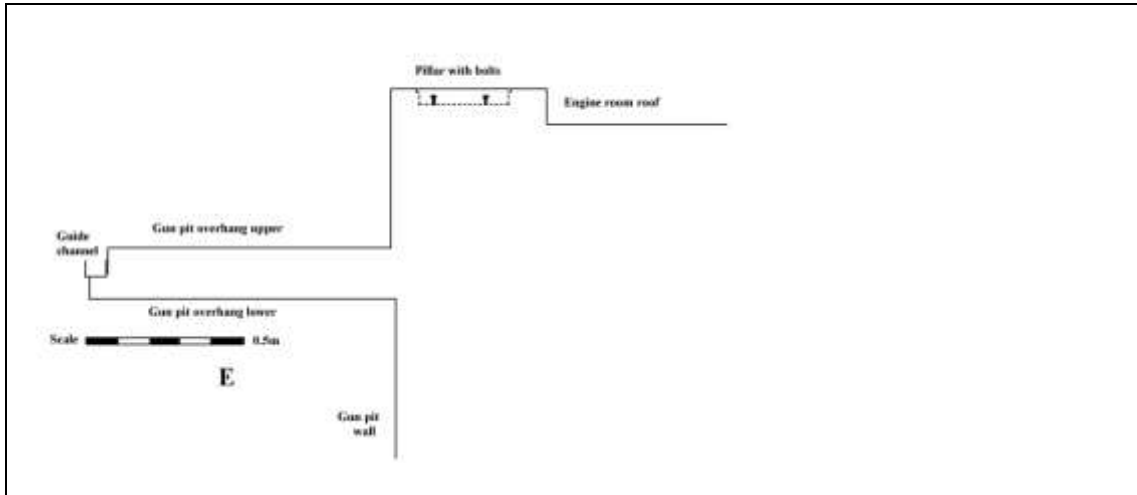 Pillar with bolts
Engine room roof
Gun pit overhang upper
Guide
channel
Gun pit overhang lower
Scale 0.5m
E
Gun pit
wall